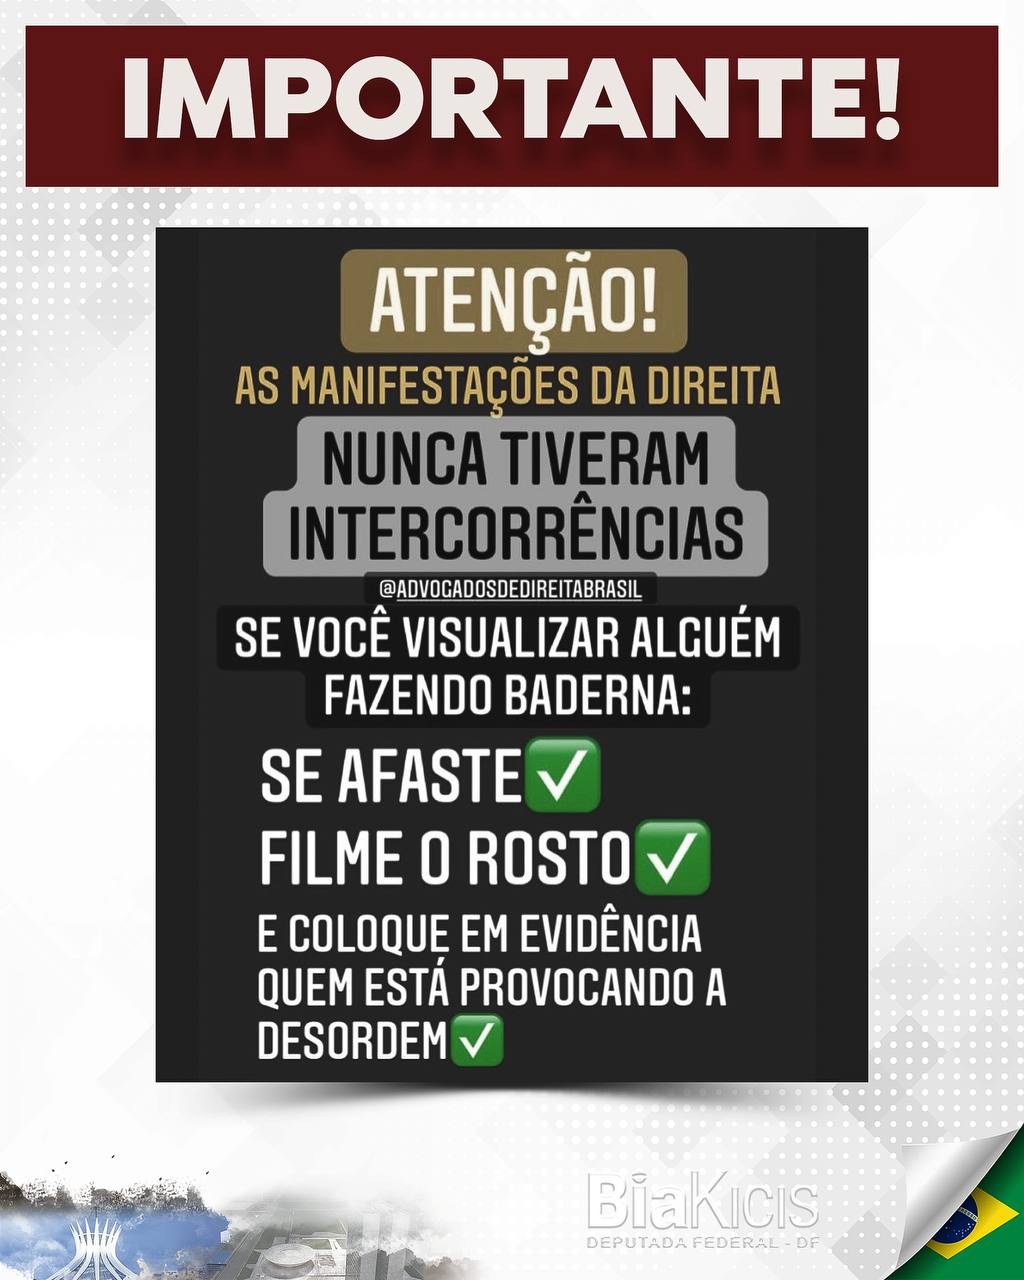 IMPORTANTE!
ATENÇÃO!
AS MANIFESTAÇÕES DA DIREITA
NUNCA TIVERAM
INTERCORRÊNCIAS
@ADVOGADOSDEDIREITABRASIL
SE VOCÊ VISUALIZAR ALGUÉM
FAZENDO BADERNA:
SE AFASTE✅
FILME O ROSTO✅
E COLOQUE EM EVIDÊNCIA
QUEM ESTÁ PROVOCANDO A
DESORDEM✅
BiaKICIS
DEPUTADA FEDERAL - DF